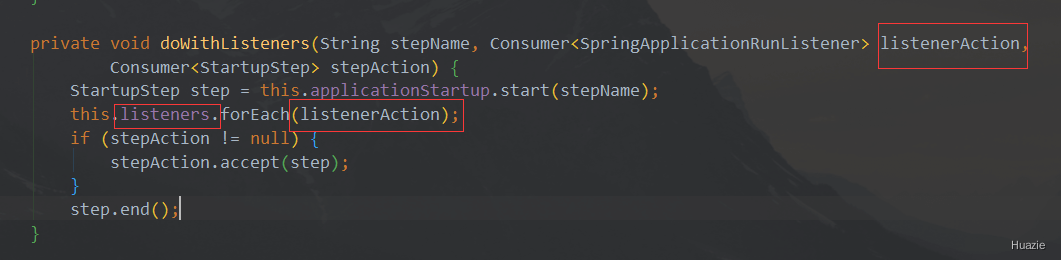 }
private void doWithListeners(String stepName, Consumer<SpringApplicationRunListener> listenerAction,
Consumer<StartupStep> stepAction) {
StartupStep step = this.applicationStartup.start(stepName);
this.listeners.forEach(listenerAction);
if (stepAction != null) {
stepAction.accept(step);
}
step.end();
}
Huazie